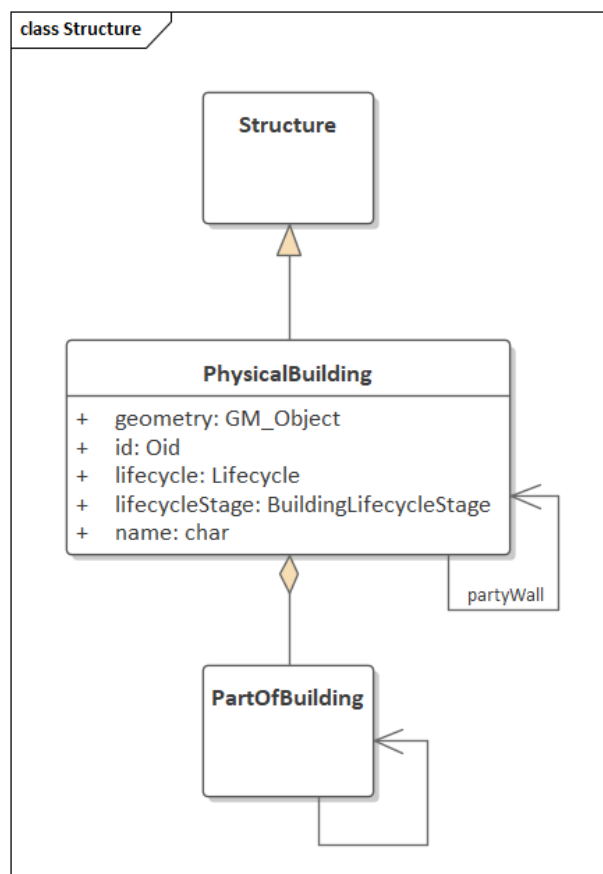 class Structure
Structure
PhysicalBuilding
+ geometry: GM_Object
+ id: Oid
+ lifecycle: Lifecycle
+ lifecycleStage: BuildingLifecycleStage
+ name: char
partyWall
PartOfBuilding